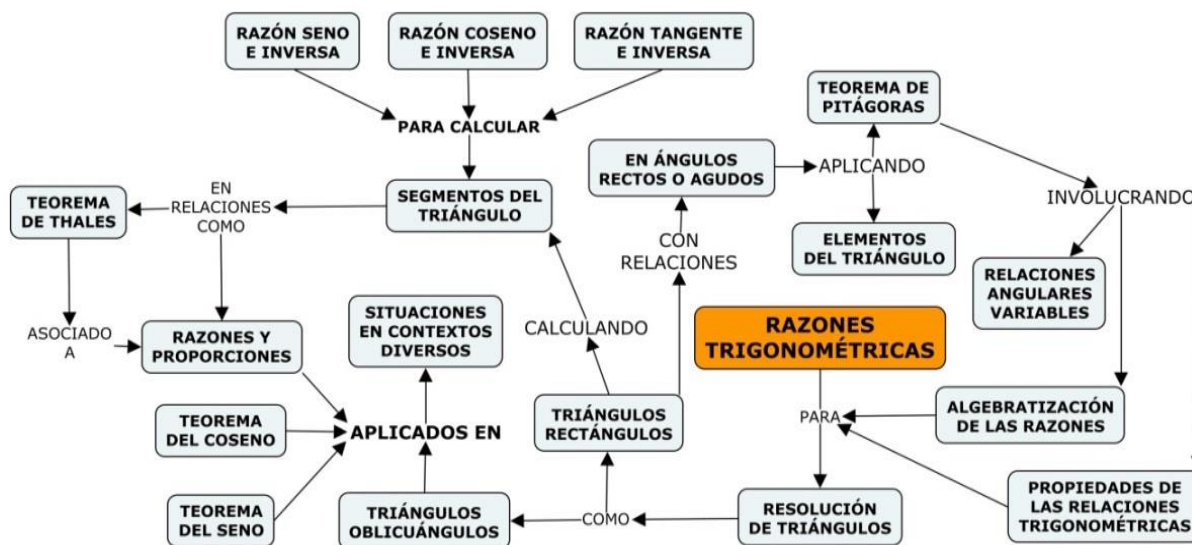 RAZÓN SENO
E INVERSA
RAZÓN COSENO
E INVERSA
RAZÓN TANGENTE
E INVERSA
PARA CALCULAR
TEOREMA DE
PITÁGORAS
EN ÁNGULOS
RECTOS O AGUDOS
APLICANDO
TEOREMA
DE THALES
EN
RELACIONES
COMO
SEGMENTOS DEL
TRIÁNGULO
INVOLUCRANDO
CON
RELACIONES
ELEMENTOS
DEL TRIÁNGULO
RELACIONES
ANGULARES
VARIABLES
ASOCIADO
A
RAZONES Y
PROPORCIONES
SITUACIONES
EN CONTEXTOS
DIVERSOS
CALCULANDO
RAZONES
TRIGONOMÉTRICAS
TEOREMA
DEL COSENO
APLICADOS EN
TRIÁNGULOS
RECTÁNGULOS
PARA
ALGEBRATIZACIÓN
DE LAS RAZONES
TEOREMA
DEL SENO
TRIÁNGULOS
OBLICUÁNGULOS
COMO
RESOLUCIÓN
DE TRIÁNGULOS
PROPIEDADES DE
LAS RELACIONES
TRIGONOMÉTRICAS